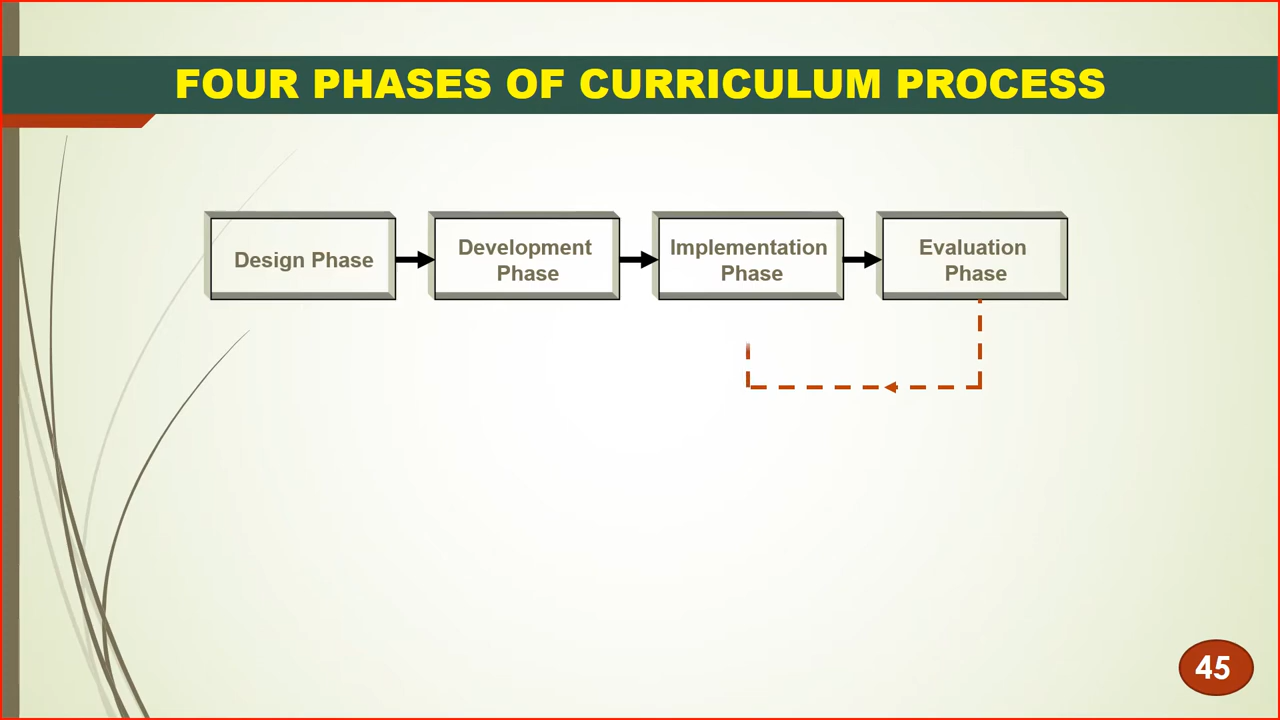 FOUR PHASES OF CURRICULUM PROCESS
Design Phase
Development
Phase
Implementation
Phase
Evaluation
Phase
45